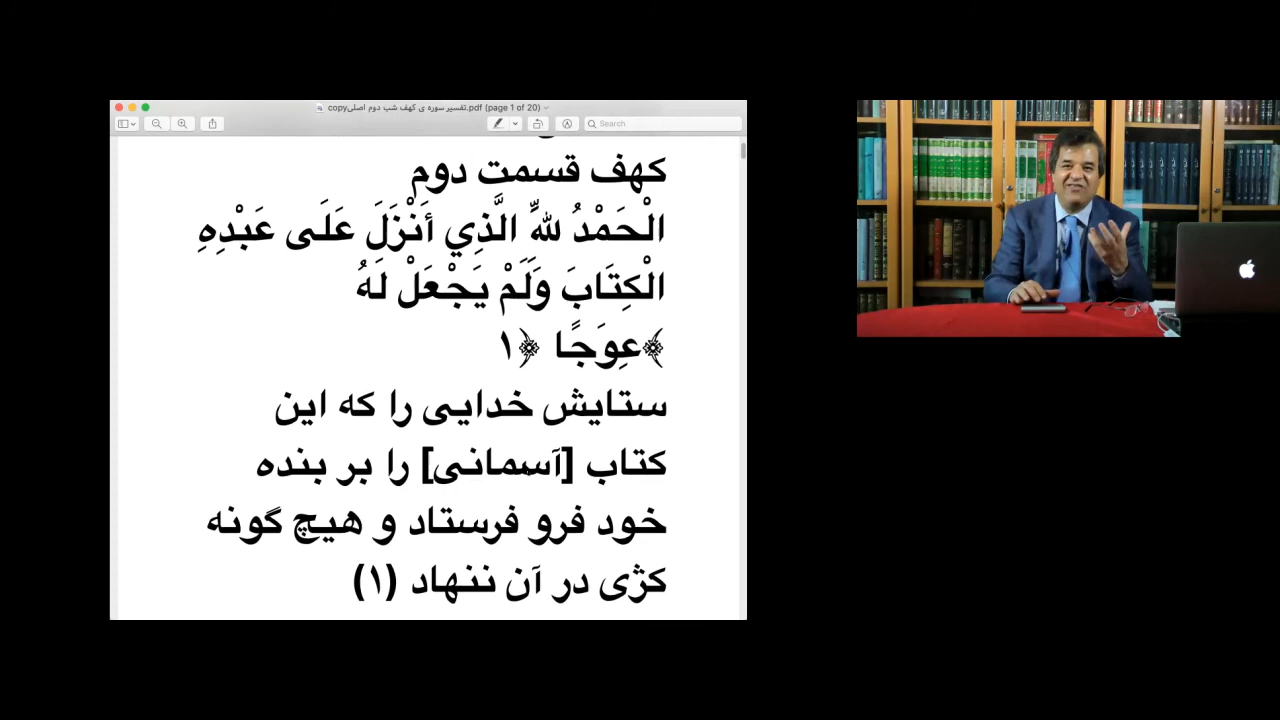 copyتفسیر سوره ی کهف شب دوم اصلی.pdf (page 1 of 20)
Search
کهف قسمت دوم
الْحَمْدُ للهِّ الَّذِي أَنْزَلَ عَلَى عَبْدِهِ
الْكِتَابَ وَلَمْ يَجْعَلْ لَهُ
﴾عِوَجًا ﴿١
ستایش خدایی را که این
کتاب [آسمانی] را بر بنده
خود فرو فرستاد و هیچ گونه
کژی در آن ننهاد (۱)